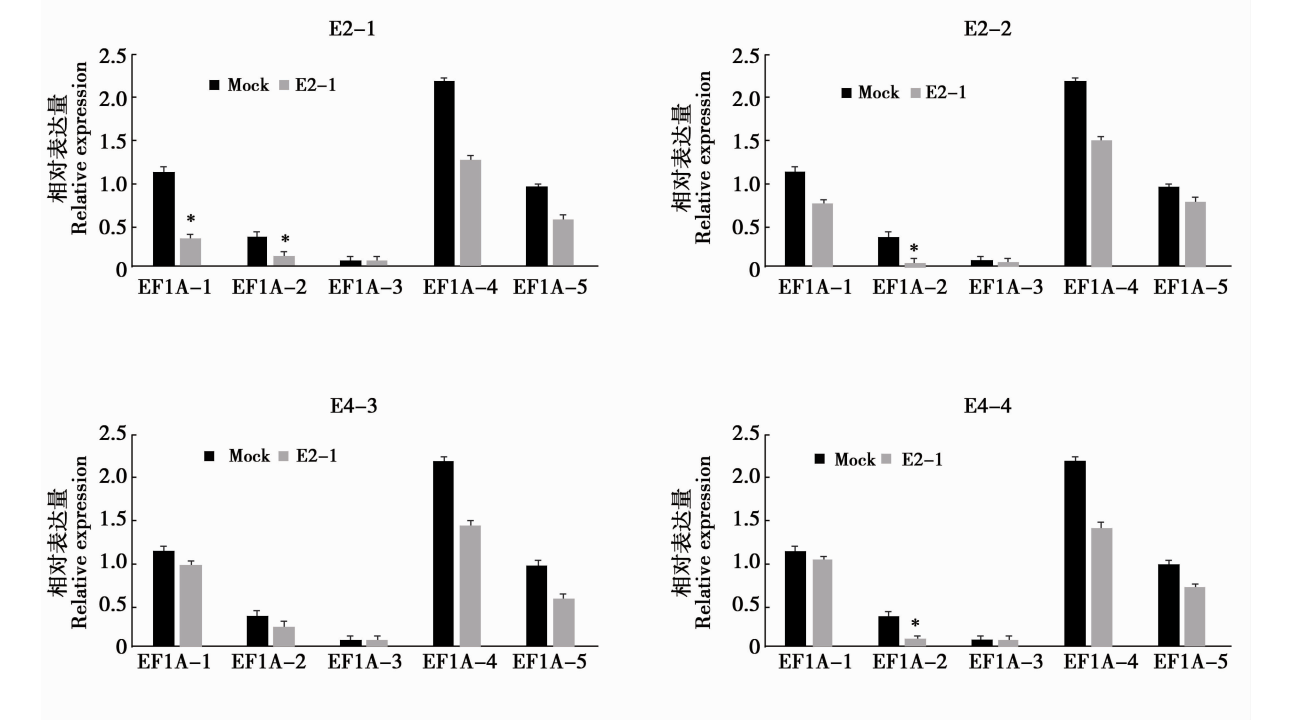 E2-1
相对表达量
Relative expression
2.5
2.0
1.5
1.0
0.5
0
Mock E2-1
*
*
EF1A-1 EF1A-2 EF1A-3 EF1A-4 EF1A-5
E2-2
相对表达量
Relative expression
2.5
2.0
1.5
1.0
0.5
0
Mock E2-1
*
EF1A-1 EF1A-2 EF1A-3 EF1A-4 EF1A-5
E4-3
相对表达量
Relative expression
2.5
2.0
1.5
1.0
0.5
0
Mock E2-1
EF1A-1 EF1A-2 EF1A-3 EF1A-4 EF1A-5
E4-4
相对表达量
Relative expression
2.5
2.0
1.5
1.0
0.5
0
Mock E2-1
*
EF1A-1 EF1A-2 EF1A-3 EF1A-4 EF1A-5